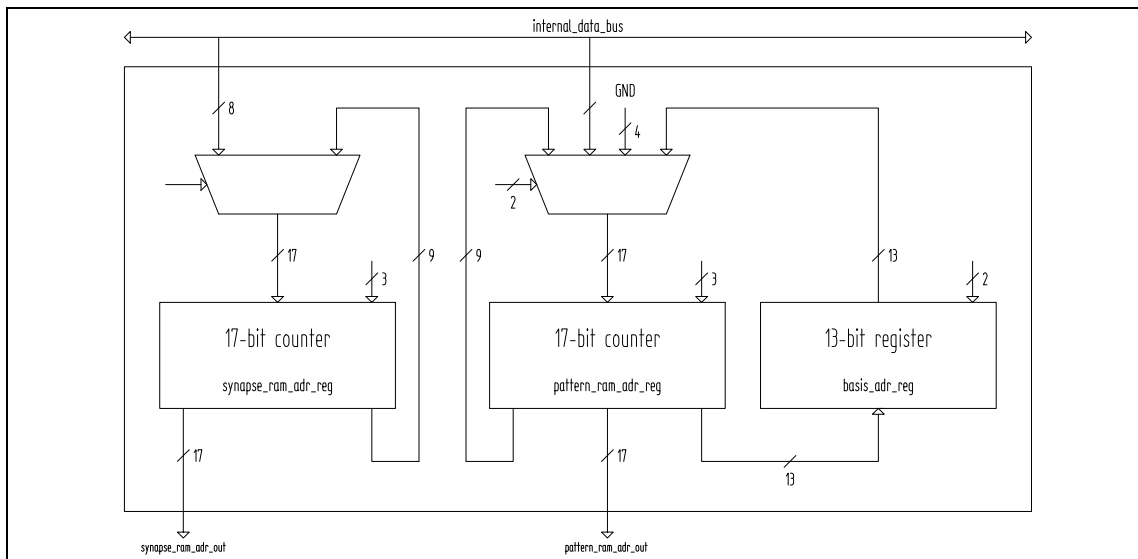 internal_data_bus
GND
8
4
2
17
9
9
17
13
3
3
2
17-bit counter
17-bit counter
13-bit register
synapse_ram_adr_reg
pattern_ram_adr_reg
basis_adr_reg
17
17
13
synapse_ram_adr_out
pattern_ram_adr_out